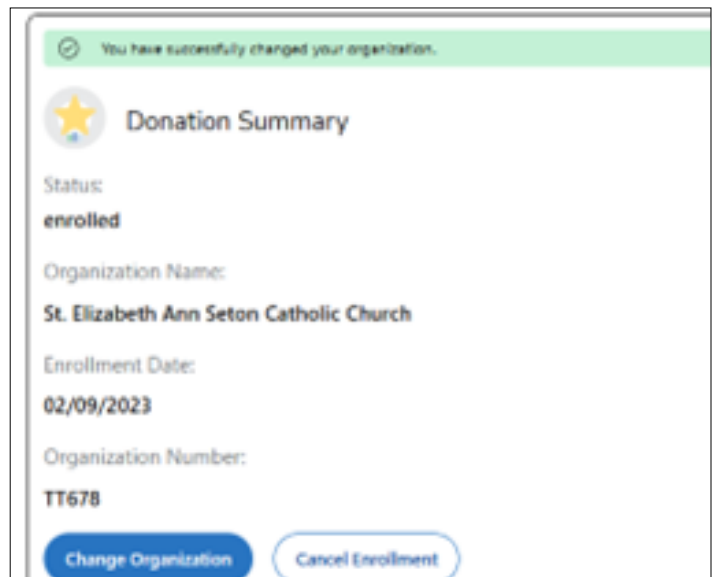 You have successfully changed your organization.
Donation Summary
Status:
enrolled
Organization Name:
St. Elizabeth Ann Seton Catholic Church
Enrollment Date:
02/09/2023
Organization Number:
TT678
Change Organization
Cancel Enrollment